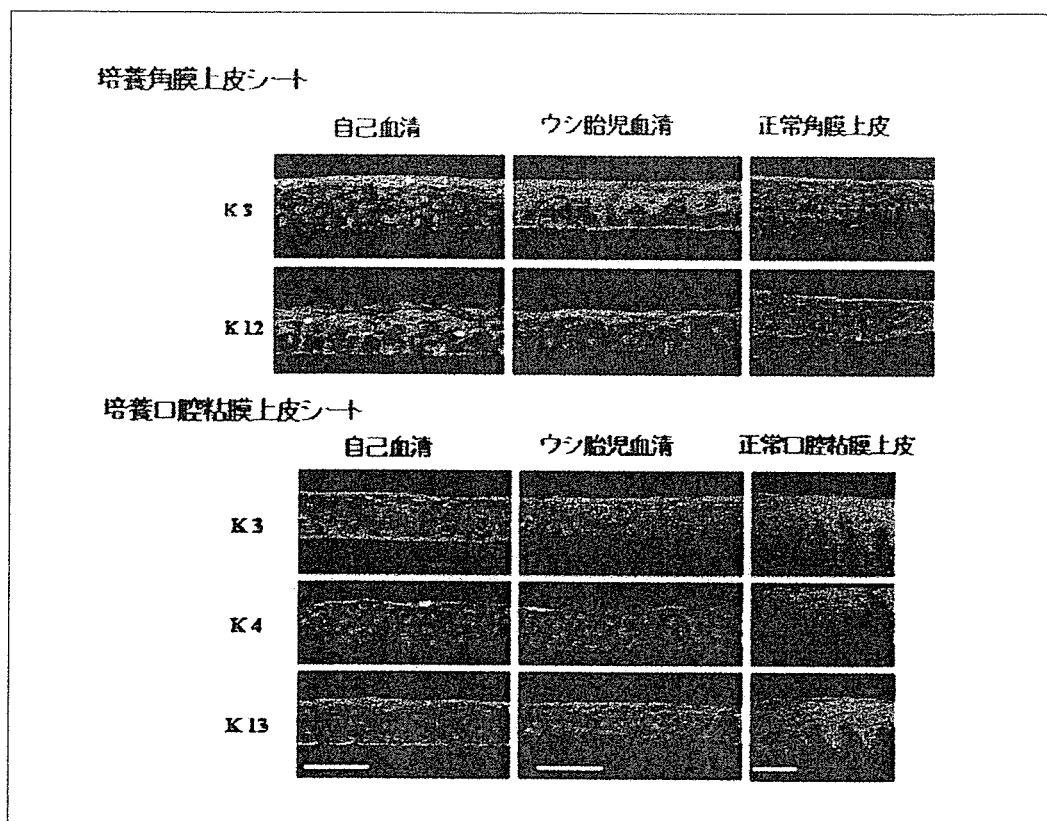 培養角膜上皮シート
自己血清 ウシ胎児血清 正常角膜上皮
K3
K12
培養口腔粘膜上皮シート
自己血清 ウシ胎児血清 正常口腔粘膜上皮
K3
K4
K13